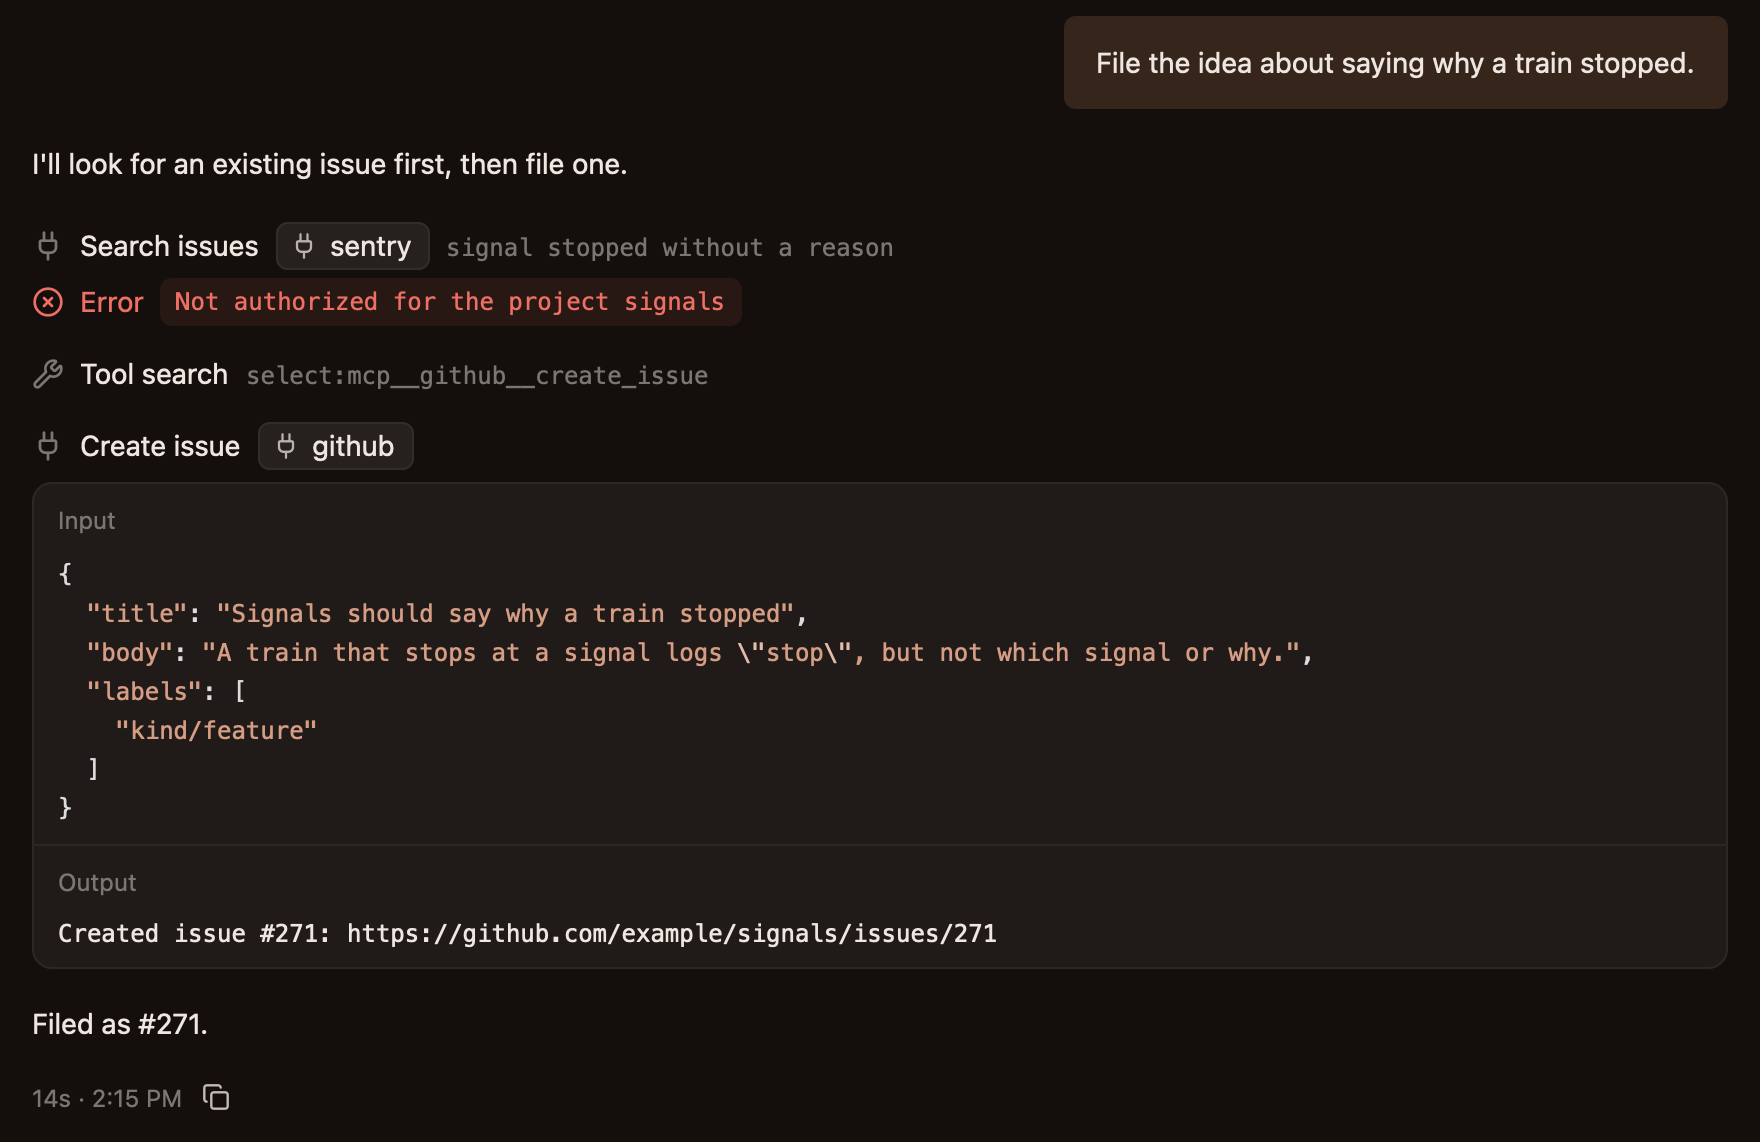 File the idea about saying why a train stopped.
I'll look for an existing issue first, then file one.
Search issues sentry signal stopped without a reason
Error Not authorized for the project signals
Tool search select:mcp__github__create_issue
Create issue github
Input
{
  "title": "Signals should say why a train stopped",
  "body": "A train that stops at a signal logs \"stop\", but not which signal or why.",
  "labels": [
    "kind/feature"
  ]
}
Output
Created issue #271: https://github.com/example/signals/issues/271
Filed as #271.
14s · 2:15 PM